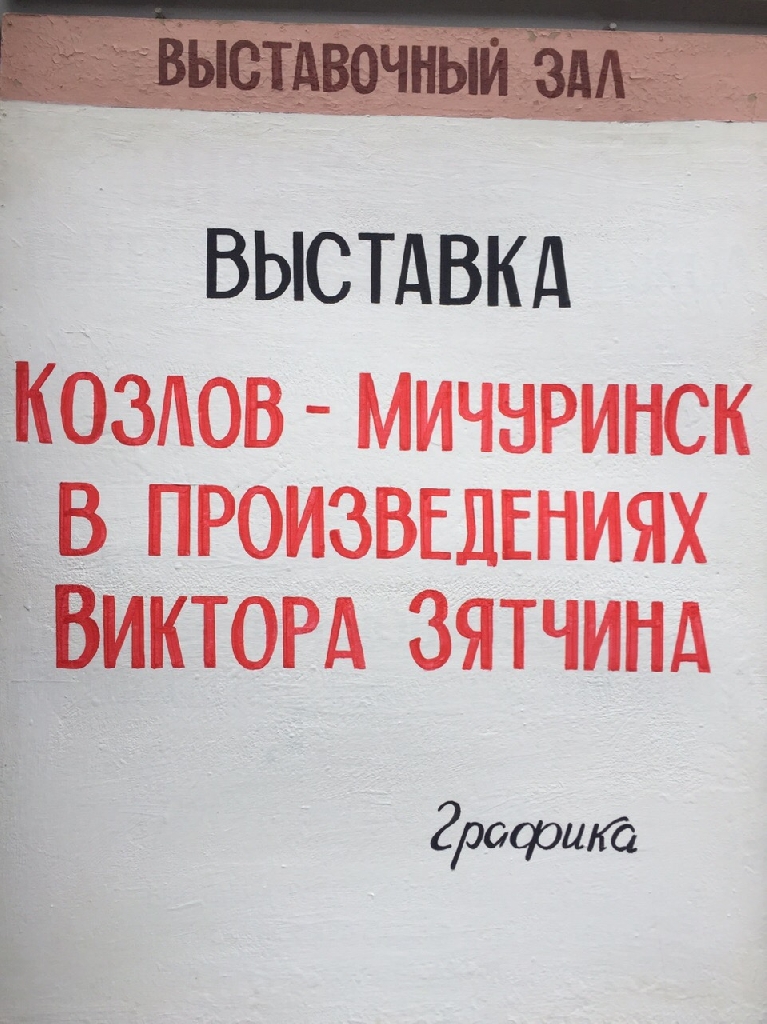 ВЫСТАВОЧНЫЙ ЗАЛ
ВЫСТАВКА
КОЗЛОВ - МИЧУРИНСК
В ПРОИЗВЕДЕНИЯХ
ВИКТОРА ЗЯТЧИНА
Графика